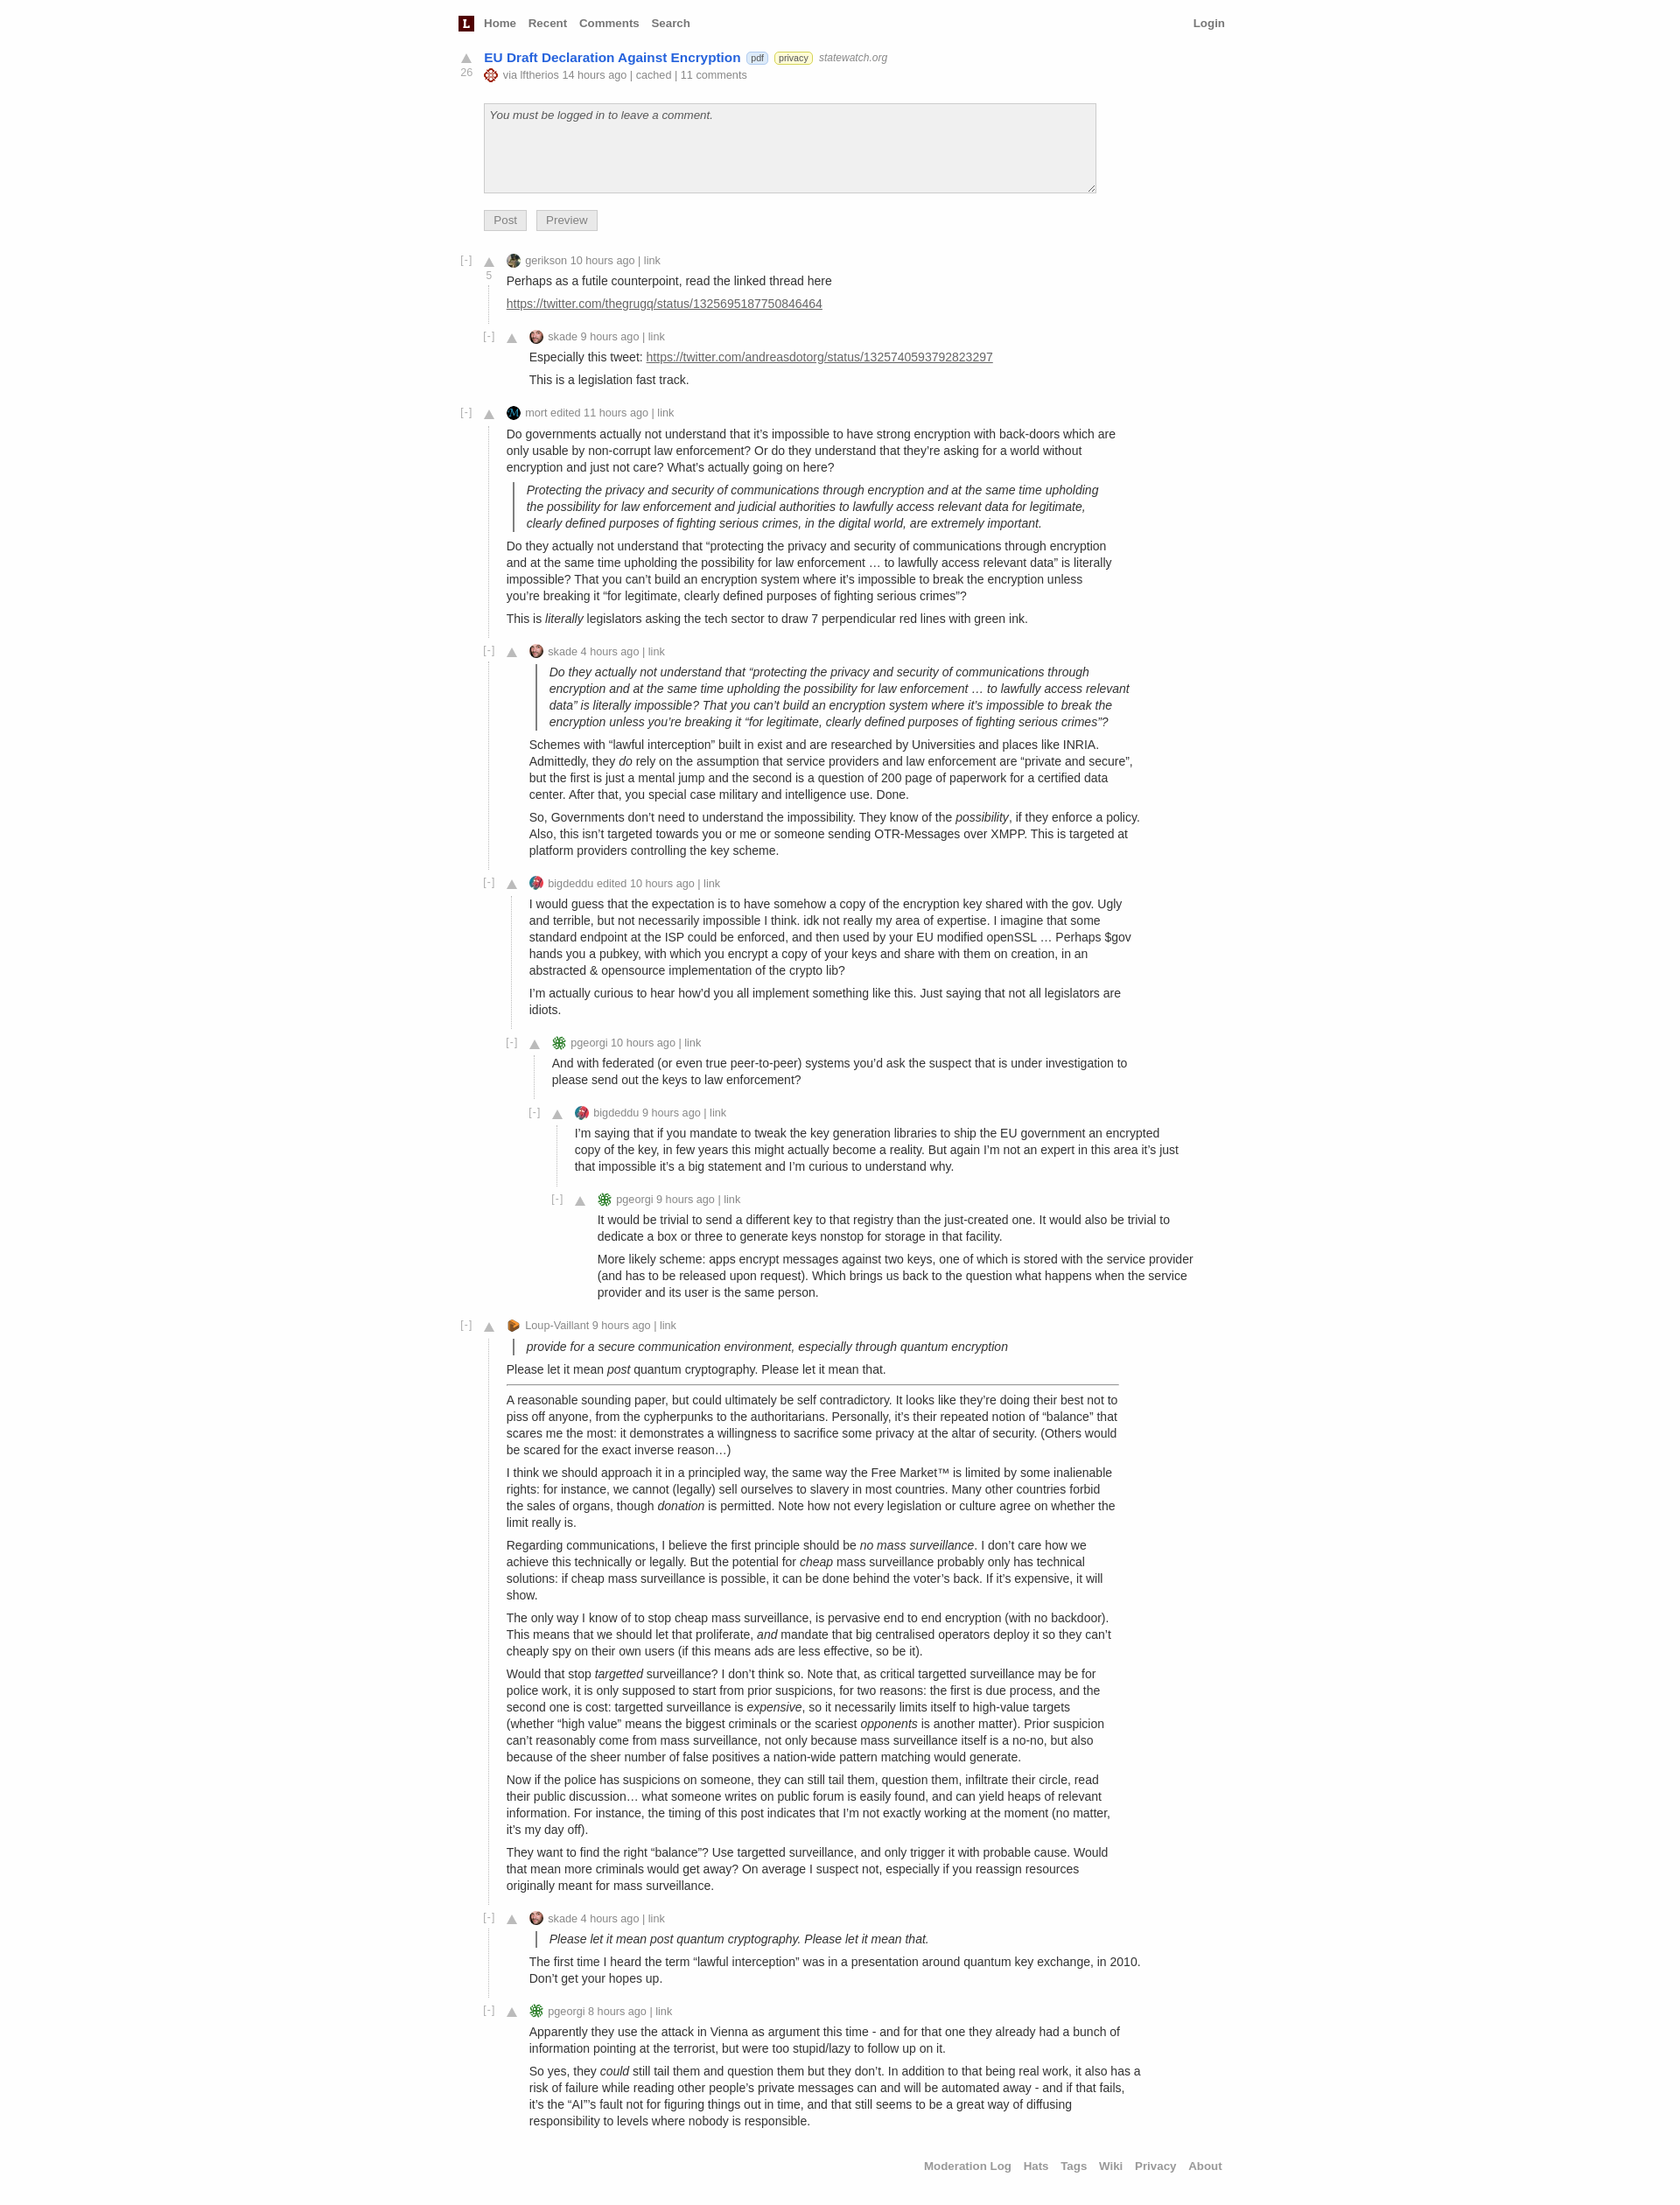 L Home Recent Comments Search Login
EU Draft Declaration Against Encryption pdf privacy statewatch.org
26 via lftherios 14 hours ago | cached | 11 comments
You must be logged in to leave a comment.
Post Preview
[-] gerikson 10 hours ago | link
5 Perhaps as a futile counterpoint, read the linked thread here
https://twitter.com/thegrugq/status/1325695187750846464
[-] skade 9 hours ago | link
Especially this tweet: https://twitter.com/andreasdotorg/status/1325740593792823297
This is a legislation fast track.
[-] mort edited 11 hours ago | link
Do governments actually not understand that it’s impossible to have strong encryption with back-doors which are
only usable by non-corrupt law enforcement? Or do they understand that they’re asking for a world without
encryption and just not care? What’s actually going on here?
Protecting the privacy and security of communications through encryption and at the same time upholding
the possibility for law enforcement and judicial authorities to lawfully access relevant data for legitimate,
clearly defined purposes of fighting serious crimes, in the digital world, are extremely important.
Do they actually not understand that “protecting the privacy and security of communications through encryption
and at the same time upholding the possibility for law enforcement … to lawfully access relevant data” is literally
impossible? That you can’t build an encryption system where it’s impossible to break the encryption unless
you’re breaking it “for legitimate, clearly defined purposes of fighting serious crimes”?
This is literally legislators asking the tech sector to draw 7 perpendicular red lines with green ink.
[-] skade 4 hours ago | link
Do they actually not understand that “protecting the privacy and security of communications through
encryption and at the same time upholding the possibility for law enforcement … to lawfully access relevant
data” is literally impossible? That you can’t build an encryption system where it’s impossible to break the
encryption unless you’re breaking it “for legitimate, clearly defined purposes of fighting serious crimes”?
Schemes with “lawful interception” built in exist and are researched by Universities and places like INRIA.
Admittedly, they do rely on the assumption that service providers and law enforcement are “private and secure”,
but the first is just a mental jump and the second is a question of 200 page of paperwork for a certified data
center. After that, you special case military and intelligence use. Done.
So, Governments don’t need to understand the impossibility. They know of the possibility, if they enforce a policy.
Also, this isn’t targeted towards you or me or someone sending OTR-Messages over XMPP. This is targeted at
platform providers controlling the key scheme.
[-] bigdeddu edited 10 hours ago | link
I would guess that the expectation is to have somehow a copy of the encryption key shared with the gov. Ugly
and terrible, but not necessarily impossible I think. idk not really my area of expertise. I imagine that some
standard endpoint at the ISP could be enforced, and then used by your EU modified openSSL … Perhaps $gov
hands you a pubkey, with which you encrypt a copy of your keys and share with them on creation, in an
abstracted & opensource implementation of the crypto lib?
I’m actually curious to hear how’d you all implement something like this. Just saying that not all legislators are
idiots.
[-] pgeorgi 10 hours ago | link
And with federated (or even true peer-to-peer) systems you’d ask the suspect that is under investigation to
please send out the keys to law enforcement?
[-] bigdeddu 9 hours ago | link
I’m saying that if you mandate to tweak the key generation libraries to ship the EU government an encrypted
copy of the key, in few years this might actually become a reality. But again I’m not an expert in this area it’s just
that impossible it’s a big statement and I’m curious to understand why.
[-] pgeorgi 9 hours ago | link
It would be trivial to send a different key to that registry than the just-created one. It would also be trivial to
dedicate a box or three to generate keys nonstop for storage in that facility.
More likely scheme: apps encrypt messages against two keys, one of which is stored with the service provider
(and has to be released upon request). Which brings us back to the question what happens when the service
provider and its user is the same person.
[-] Loup-Vaillant 9 hours ago | link
provide for a secure communication environment, especially through quantum encryption
Please let it mean post quantum cryptography. Please let it mean that.
A reasonable sounding paper, but could ultimately be self contradictory. It looks like they’re doing their best not to
piss off anyone, from the cypherpunks to the authoritarians. Personally, it’s their repeated notion of “balance” that
scares me the most: it demonstrates a willingness to sacrifice some privacy at the altar of security. (Others would
be scared for the exact inverse reason…)
I think we should approach it in a principled way, the same way the Free Market™ is limited by some inalienable
rights: for instance, we cannot (legally) sell ourselves to slavery in most countries. Many other countries forbid
the sales of organs, though donation is permitted. Note how not every legislation or culture agree on whether the
limit really is.
Regarding communications, I believe the first principle should be no mass surveillance. I don’t care how we
achieve this technically or legally. But the potential for cheap mass surveillance probably only has technical
solutions: if cheap mass surveillance is possible, it can be done behind the voter’s back. If it’s expensive, it will
show.
The only way I know of to stop cheap mass surveillance, is pervasive end to end encryption (with no backdoor).
This means that we should let that proliferate, and mandate that big centralised operators deploy it so they can’t
cheaply spy on their own users (if this means ads are less effective, so be it).
Would that stop targetted surveillance? I don’t think so. Note that, as critical targetted surveillance may be for
police work, it is only supposed to start from prior suspicions, for two reasons: the first is due process, and the
second one is cost: targetted surveillance is expensive, so it necessarily limits itself to high-value targets
(whether “high value” means the biggest criminals or the scariest opponents is another matter). Prior suspicion
can’t reasonably come from mass surveillance, not only because mass surveillance itself is a no-no, but also
because of the sheer number of false positives a nation-wide pattern matching would generate.
Now if the police has suspicions on someone, they can still tail them, question them, infiltrate their circle, read
their public discussion… what someone writes on public forum is easily found, and can yield heaps of relevant
information. For instance, the timing of this post indicates that I’m not exactly working at the moment (no matter,
it’s my day off).
They want to find the right “balance”? Use targetted surveillance, and only trigger it with probable cause. Would
that mean more criminals would get away? On average I suspect not, especially if you reassign resources
originally meant for mass surveillance.
[-] skade 4 hours ago | link
Please let it mean post quantum cryptography. Please let it mean that.
The first time I heard the term “lawful interception” was in a presentation around quantum key exchange, in 2010.
Don’t get your hopes up.
[-] pgeorgi 8 hours ago | link
Apparently they use the attack in Vienna as argument this time - and for that one they already had a bunch of
information pointing at the terrorist, but were too stupid/lazy to follow up on it.
So yes, they could still tail them and question them but they don’t. In addition to that being real work, it also has a
risk of failure while reading other people’s private messages can and will be automated away - and if that fails,
it’s the “AI”’s fault not for figuring things out in time, and that still seems to be a great way of diffusing
responsibility to levels where nobody is responsible.
Moderation Log Hats Tags Wiki Privacy About